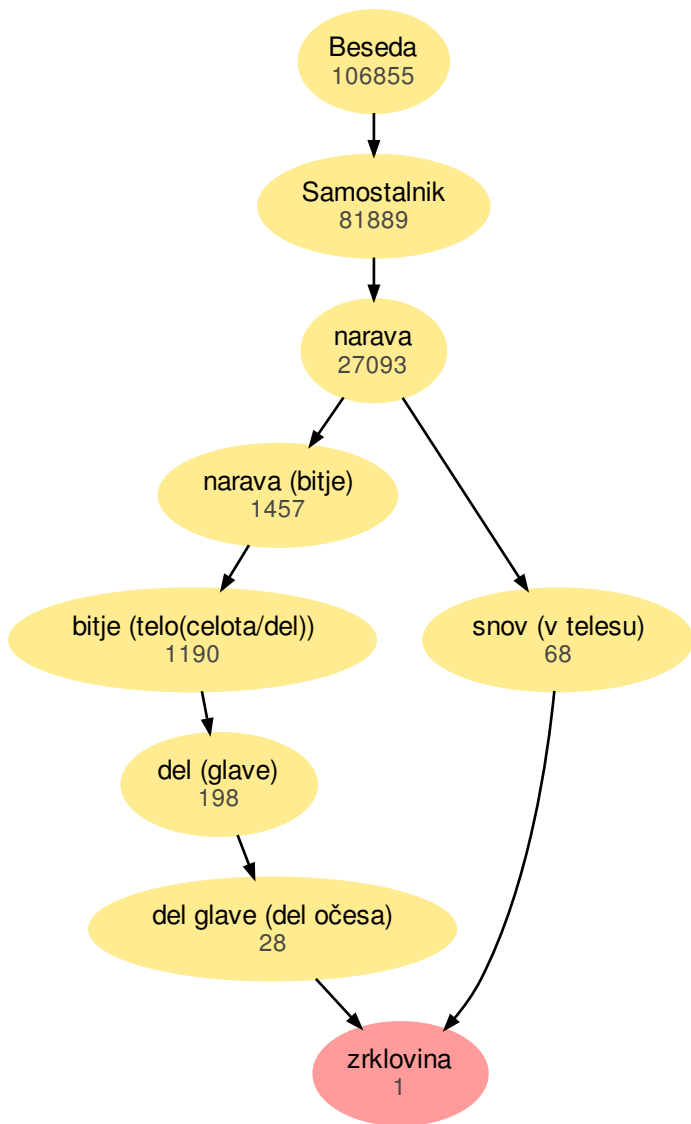 Beseda
106855
Samostalnik
81889
narava
27093
narava (bitje)
1457
bitje (telo(celota/del))
1190
snov (v telesu)
68
del (glave)
198
del glave (del očesa)
28
zrklovina
1